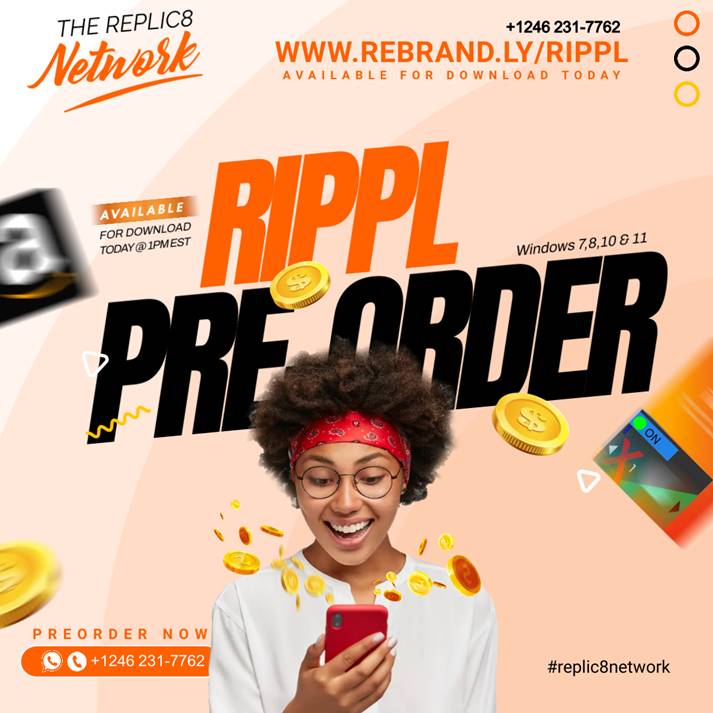 THE REPLIC8
Network
+1246 231-7762
WWW.REBRAND.LY/RIPPL
AVAILABLE FOR DOWNLOAD TODAY
RIPPL
AVAILABLE
FOR DOWNLOAD
TODAY @ 1PM EST
Windows 7,8,10 & 11
PRE ORDER
a
ON
X
PREORDER NOW
+1246 231-7762
#replic8network